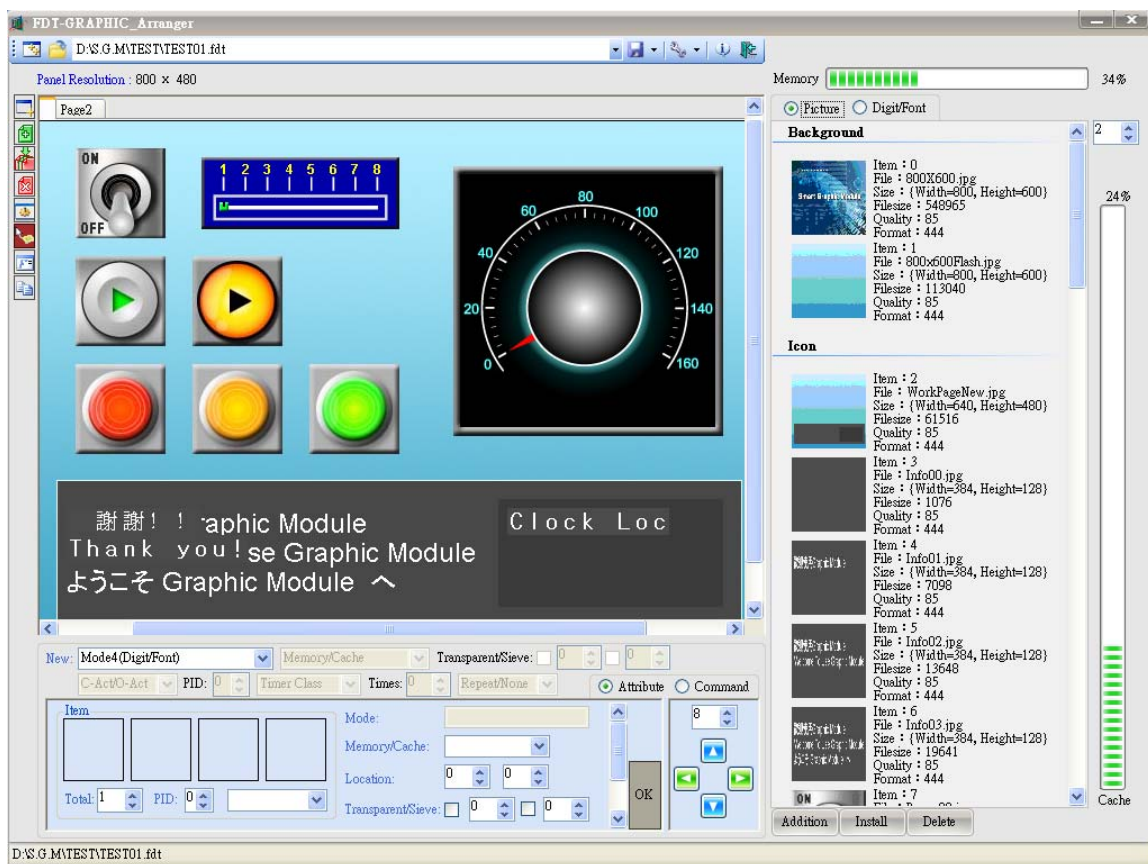 FDT-GRAPHIC_Arranger
D:\S.G.M\TEST\TEST01.fdt
Panel Resolution : 800 × 480
Memory
34%
Page2
Picture
Digit/Font
2
24%
ON
OFF
1 2 3 4 5 6 7 8
0
20
40
60
80
100
120
140
160
謝謝！！ aphic Module
Thank you! se Graphic Module
ようこそ Graphic Module へ
Clock Loc
Background
Item：0
File：800X600.jpg
Size：{Width=800, Height=600}
Filesize：548965
Quality：85
Format：444
Smart Graphic Module
Item：1
File：800x600Flash.jpg
Size：{Width=800, Height=600}
Filesize：113040
Quality：85
Format：444
Icon
Item：2
File：WorkPageNew.jpg
Size：{Width=640, Height=480}
Filesize：61516
Quality：85
Format：444
Item：3
File：Info00.jpg
Size：{Width=384, Height=128}
Filesize：1076
Quality：85
Format：444
Item：4
File：Info01.jpg
Size：{Width=384, Height=128}
Filesize：7098
Quality：85
Format：444
Item：5
File：Info02.jpg
Size：{Width=384, Height=128}
Filesize：13648
Quality：85
Format：444
Item：6
File：Info03.jpg
Size：{Width=384, Height=128}
Filesize：19641
Quality：85
Format：444
ON
Item：7
Cache
Addition
Install
Delete
New:
Mode4(Digit/Font)
Memory/Cache
Transparent/Sieve:
0
0
C-Act/O-Act
PID:
0
Timer Class
Times:
0
Repeat/None
Attribute
Command
Item
Total:
1
PID:
0
Mode:
Memory/Cache:
Location:
0
0
Transparent/Sieve:
0
0
OK
8
D:\S.G.M\TEST\TEST01.fdt